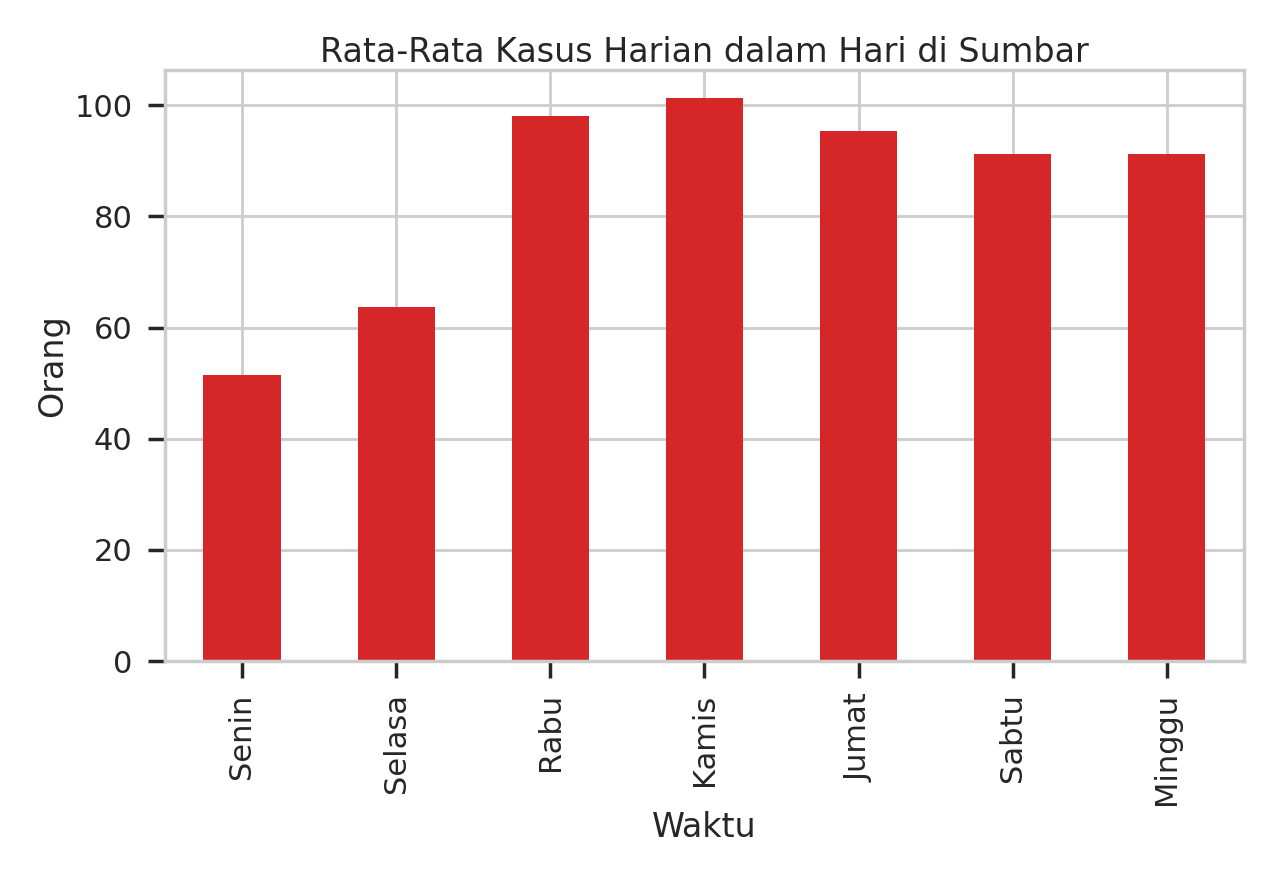 Rata-Rata Kasus Harian dalam Hari di Sumbar
100
80
60
40
20
0
Orang
Senin
Selasa
Rabu
Kamis
Jumat
Sabtu
Minggu
Waktu